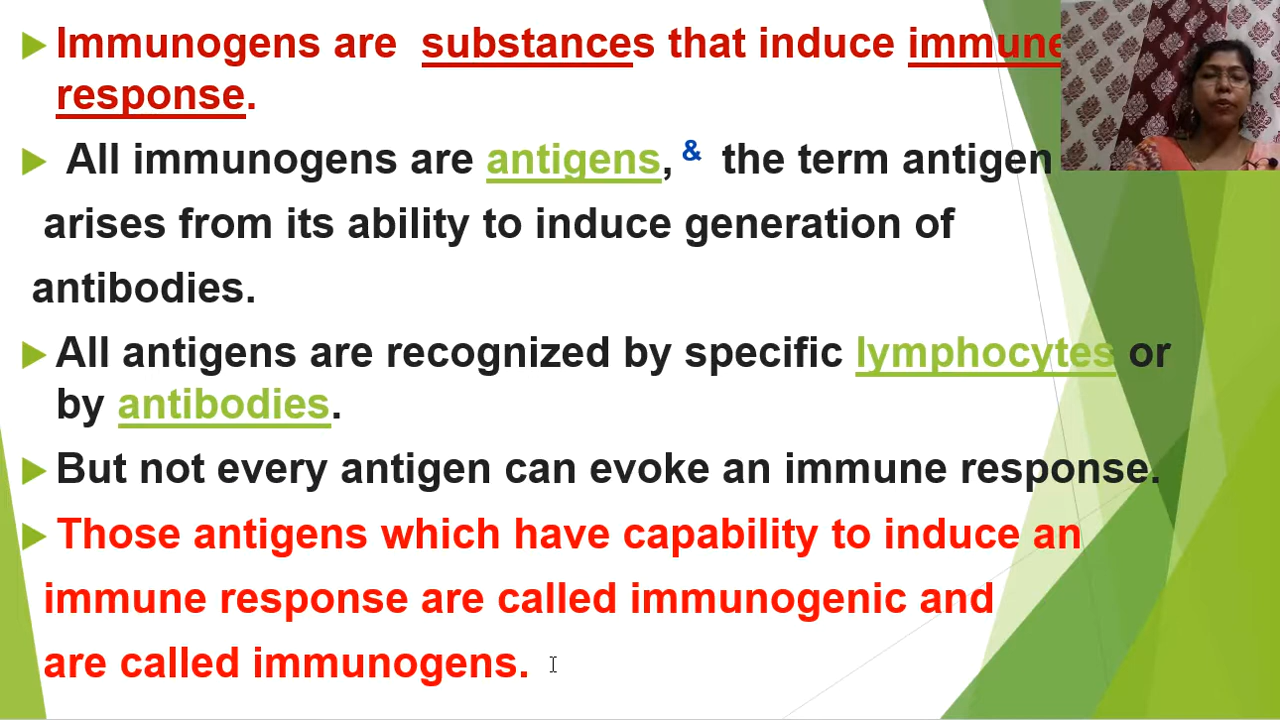 Immunogens are substances that induce immune
response.
All immunogens are antigens, & the term antigen
arises from its ability to induce generation of
antibodies.
All antigens are recognized by specific lymphocytes or
by antibodies.
But not every antigen can evoke an immune response.
Those antigens which have capability to induce an
immune response are called immunogenic and
are called immunogens.